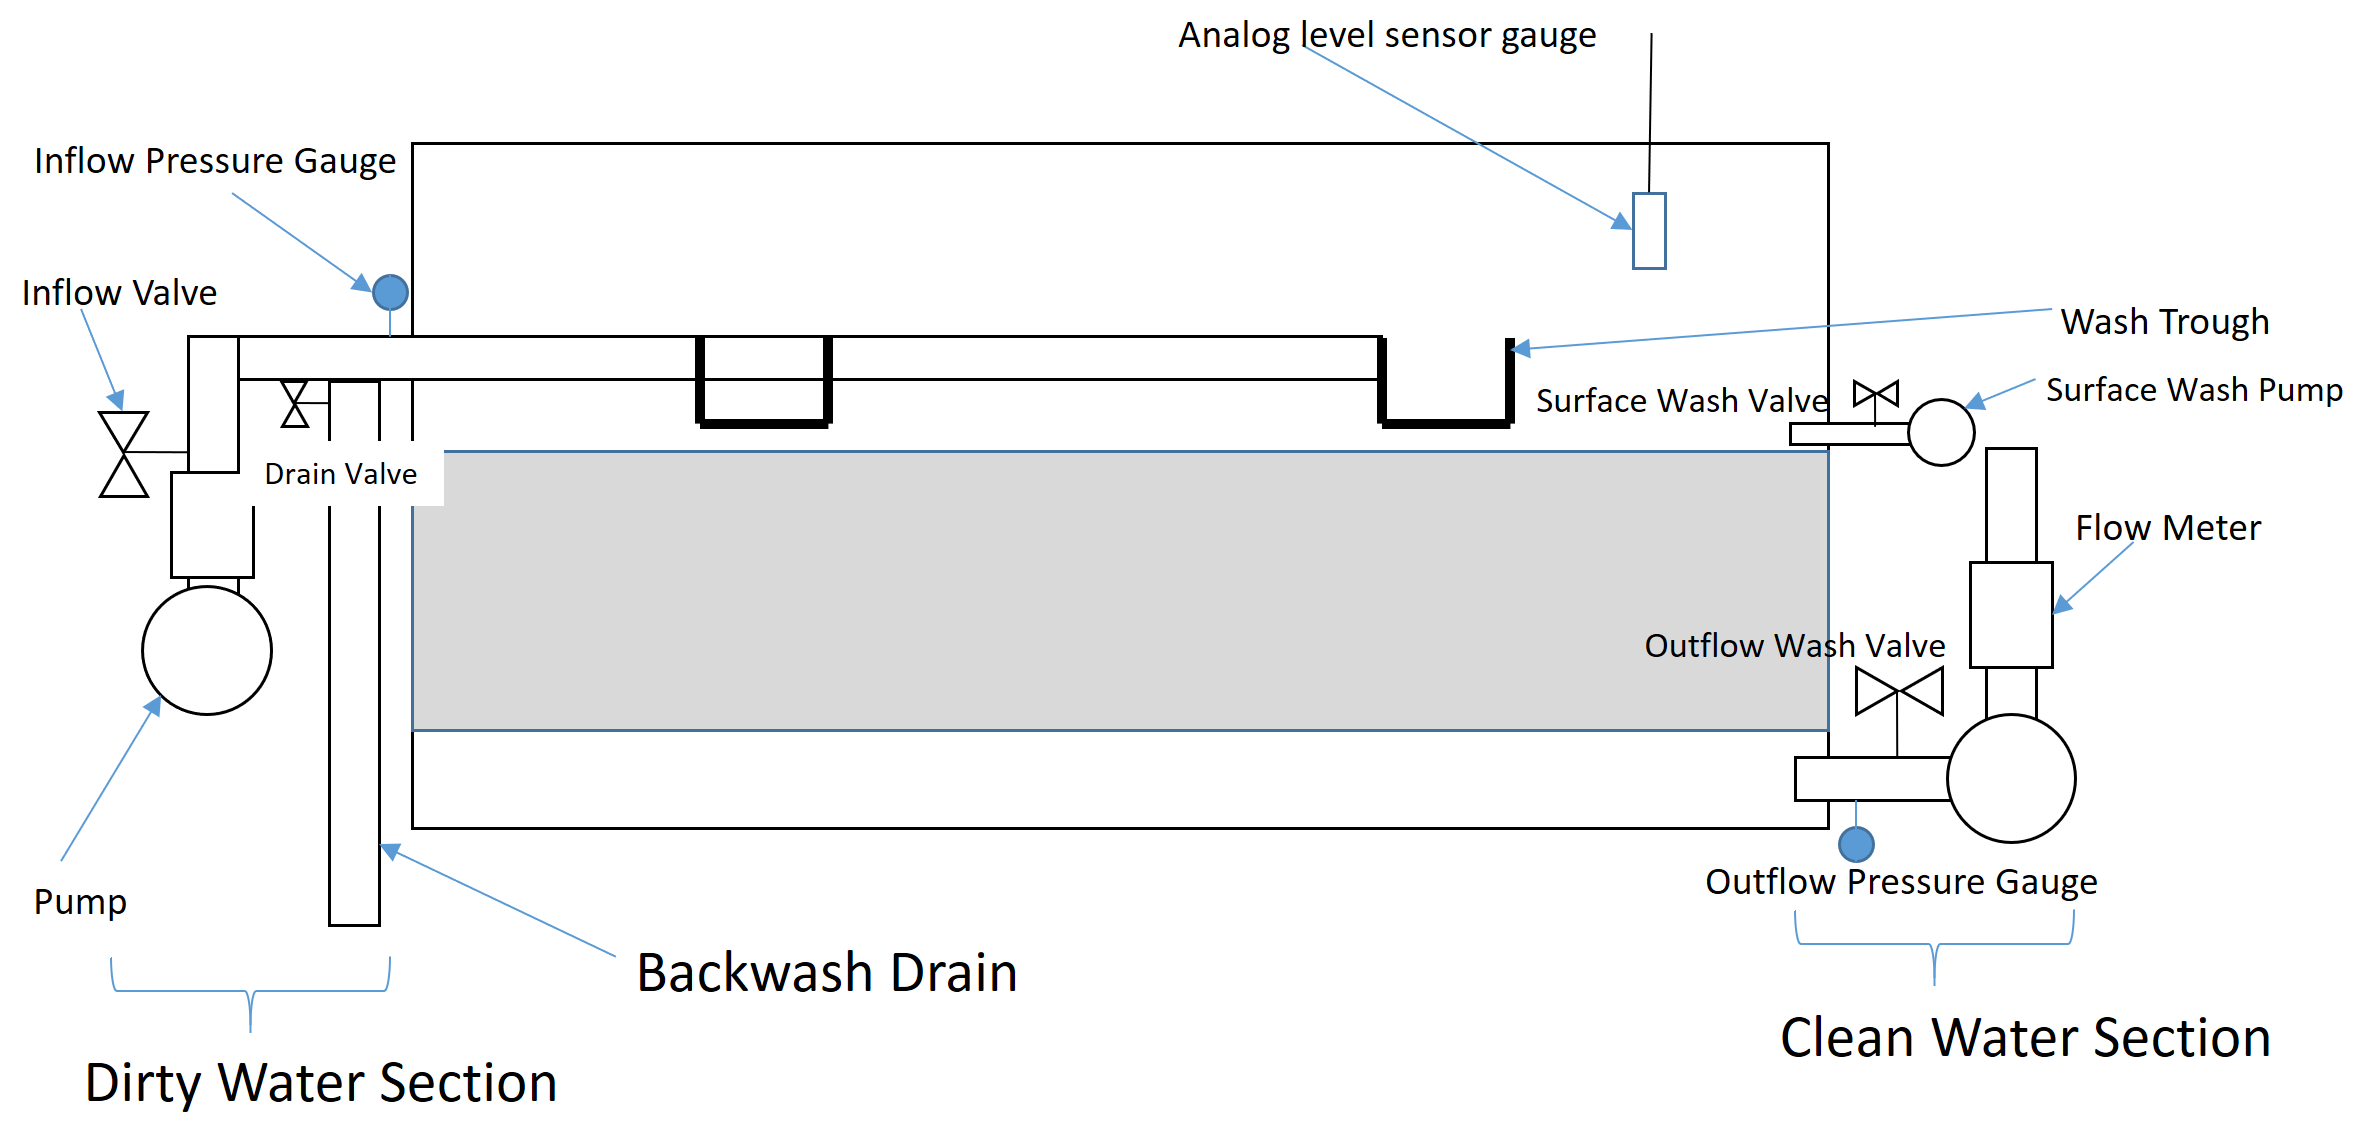 Analog level sensor gauge
Inflow Pressure Gauge
Inflow Valve
Wash Trough
Surface Wash Valve
Surface Wash Pump
Drain Valve
Flow Meter
Outflow Wash Valve
Outflow Pressure Gauge
Pump
Backwash Drain
Clean Water Section
Dirty Water Section